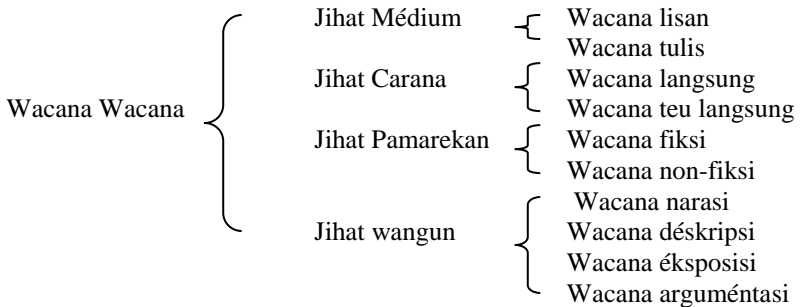 Jihat Médium Wacana lisan
Wacana tulis
Jihat Carana Wacana langsung
Wacana Wacana Wacana teu langsung
Jihat Pamarekan Wacana fiksi
Wacana non-fiksi
Wacana narasi
Jihat wangun Wacana déskripsi
Wacana éksposisi
Wacana arguméntasi